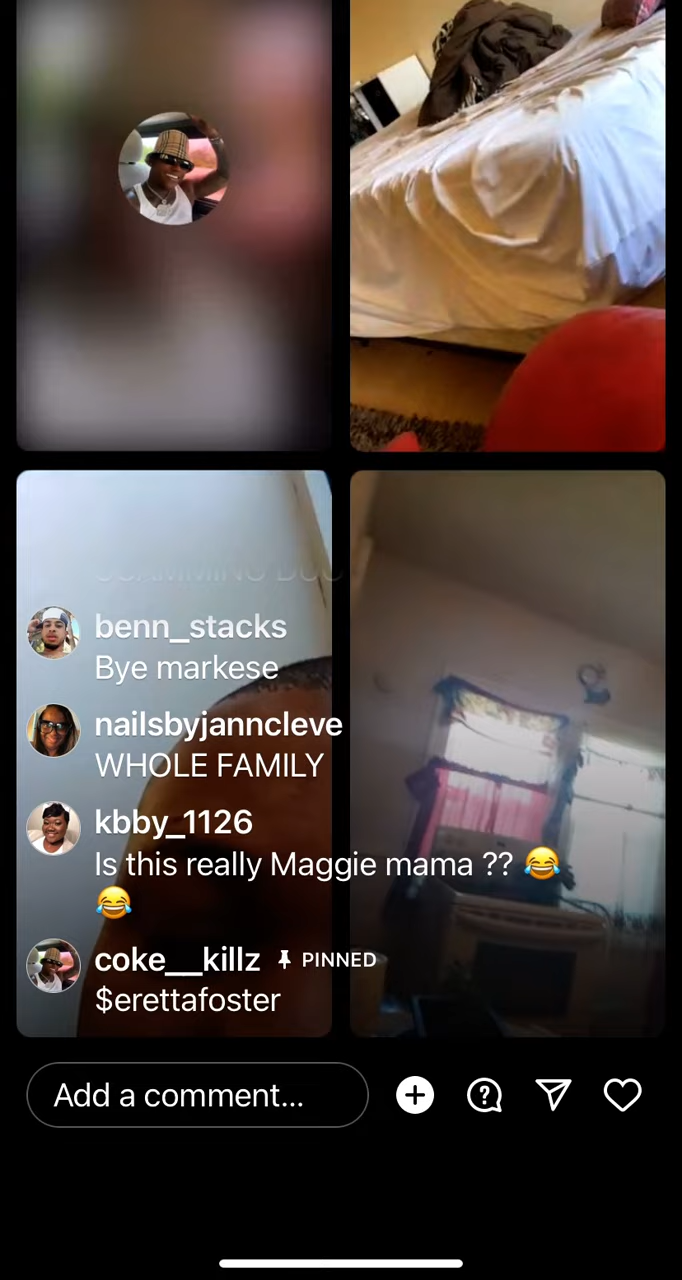 benn_stacks
Bye markese
nailsbyjanncleve
WHOLE FAMILY
kbby_1126
Is this really Maggie mama ?? 😂
😂
coke__killz PINNED
$erettafoster
Add a comment...